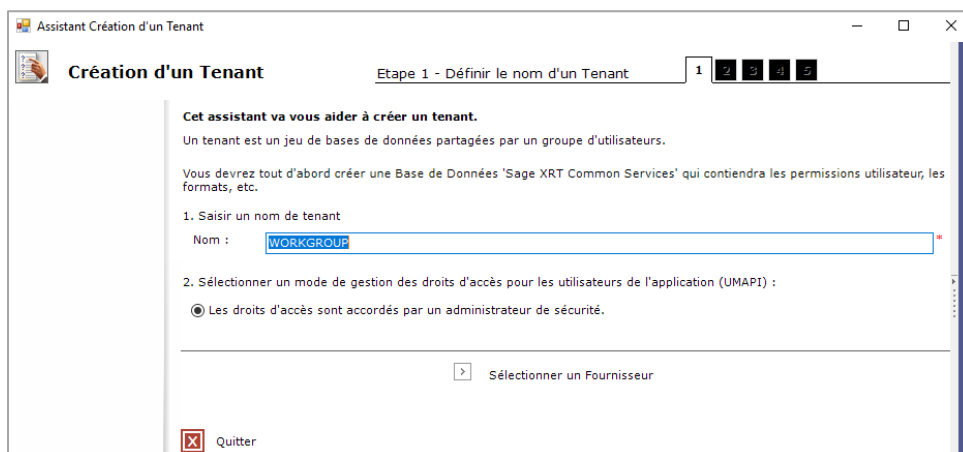 Assistant Création d'un Tenant
Création d'un Tenant
Etape 1 - Définir le nom d'un Tenant
1 2 3 4 5
Cet assistant va vous aider à créer un tenant.
Un tenant est un jeu de bases de données partagées par un groupe d'utilisateurs.
Vous devrez tout d'abord créer une Base de Données 'Sage XRT Common Services' qui contiendra les permissions utilisateur, les
formats, etc.
1. Saisir un nom de tenant
Nom : WORKGROUP *
2. Sélectionner un mode de gestion des droits d'accès pour les utilisateurs de l'application (UMAPI) :
Les droits d'accès sont accordés par un administrateur de sécurité.
Sélectionner un Fournisseur
Quitter